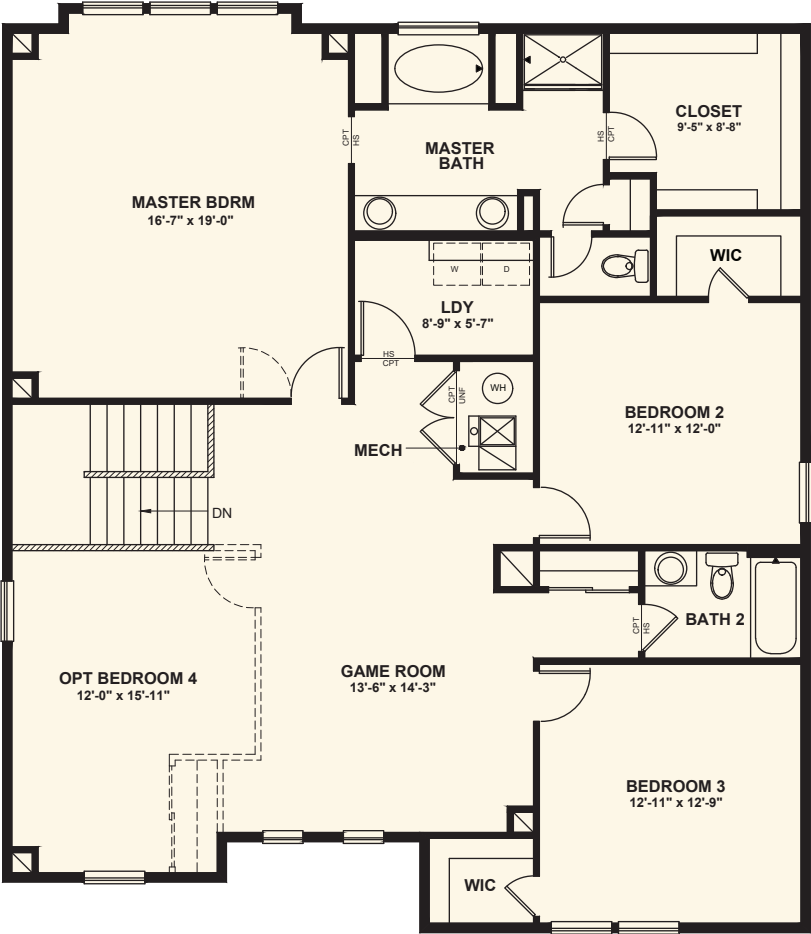 CLOSET
9'-5" x 8'-8"
CPT
HS
HS
CPT
MASTER
BATH
MASTER BDRM
16'-7" x 19'-0"
WIC
W
D
LDY
8'-9" x 5'-7"
HS
CPT
CPT
UNF
WH
BEDROOM 2
12'-11" x 12'-0"
MECH
DN
CPT
HS
BATH 2
OPT BEDROOM 4
12'-0" x 15'-11"
GAME ROOM
13'-6" x 14'-3"
BEDROOM 3
12'-11" x 12'-9"
WIC